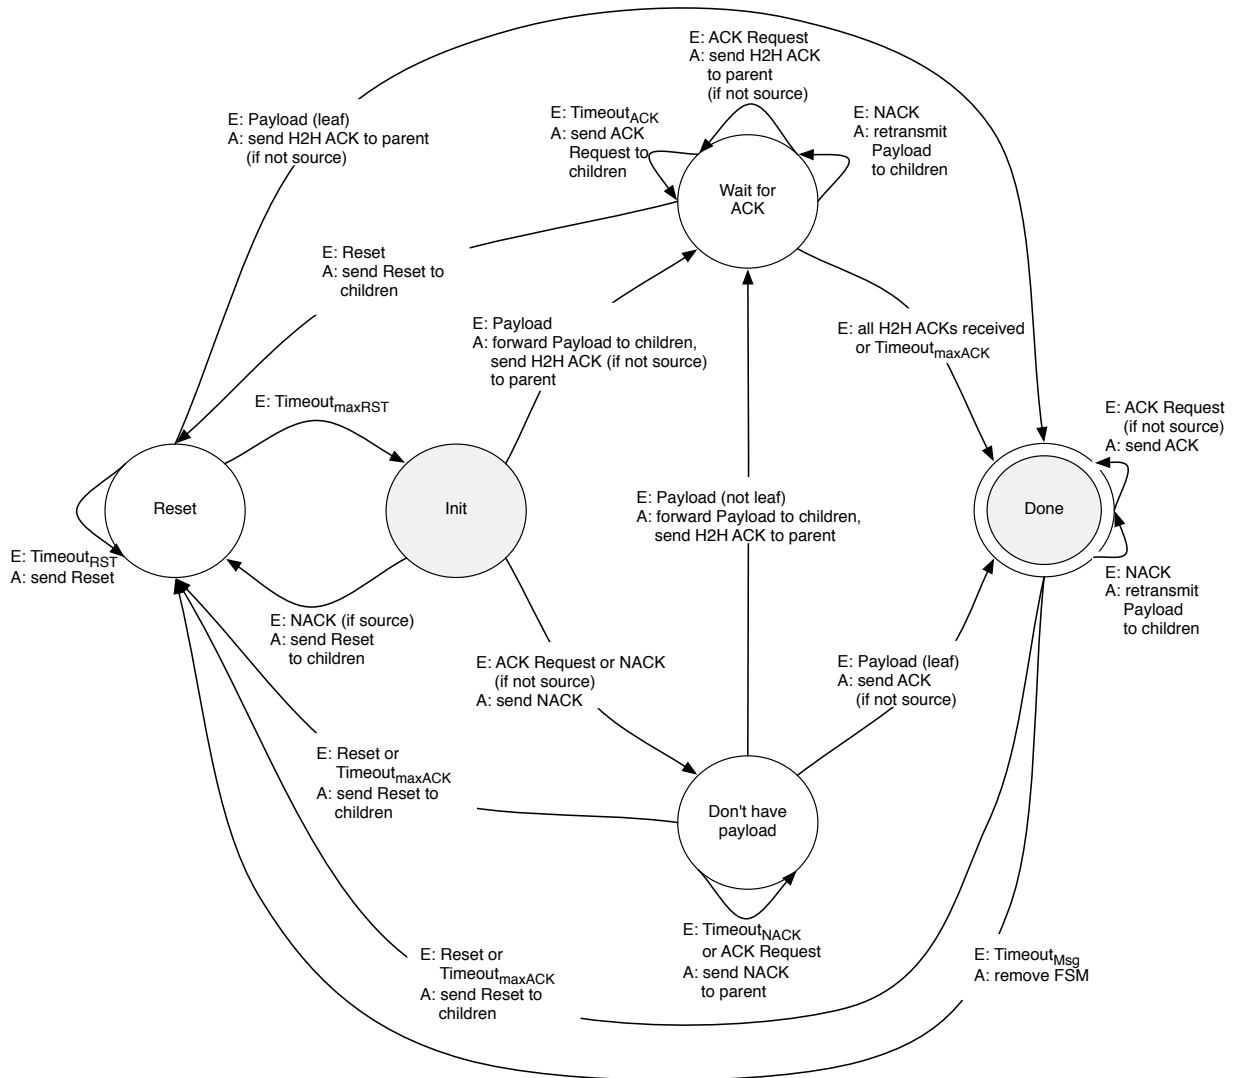 E: ACK Request
A: send H2H ACK
to parent
(if not source)
E: Payload (leaf)
A: send H2H ACK to parent
(if not source)
E: TimeoutACK
A: send ACK
Request to
children
E: NACK
A: retransmit
Payload
to children
Wait for
ACK
E: Reset
A: send Reset to
children
E: Payload
A: forward Payload to children,
send H2H ACK (if not source)
to parent
E: all H2H ACKs received
or TimeoutmaxACK
E: TimeoutmaxRST
E: ACK Request
(if not source)
A: send ACK
Reset
Init
Done
E: Payload (not leaf)
A: forward Payload to children,
send H2H ACK to parent
E: TimeoutRST
A: send Reset
E: NACK
A: retransmit
Payload
to children
E: NACK (if source)
A: send Reset
to children
E: ACK Request or NACK
(if not source)
A: send NACK
E: Payload (leaf)
A: send ACK
(if not source)
E: Reset or
TimeoutmaxACK
A: send Reset to
children
Don't have
payload
E: TimeoutNACK
or ACK Request
A: send NACK
to parent
E: Reset or
TimeoutmaxACK
A: send Reset to
children
E: TimeoutMsg
A: remove FSM